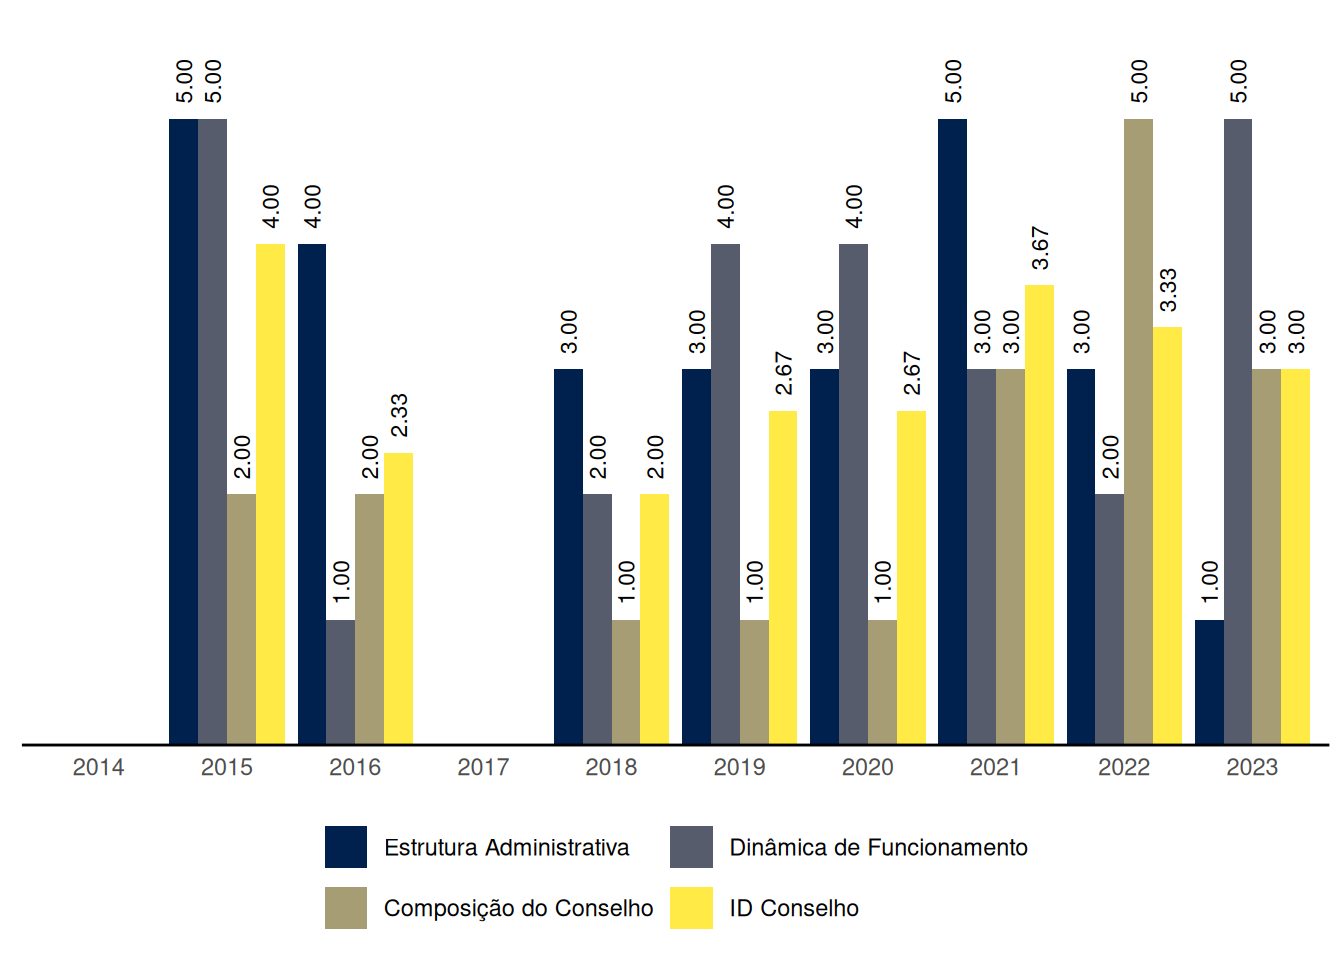 5.00 5.00 2.00 4.00
4.00 1.00 2.00 2.33
3.00 2.00 1.00 2.00
3.00 4.00 1.00 2.67
3.00 4.00 1.00 2.67
5.00 3.00 3.00 3.67
3.00 2.00 5.00 3.33
1.00 5.00 3.00 3.00
2014 2015 2016 2017 2018 2019 2020 2021 2022 2023
Estrutura Administrativa Dinâmica de Funcionamento
Composição do Conselho ID Conselho